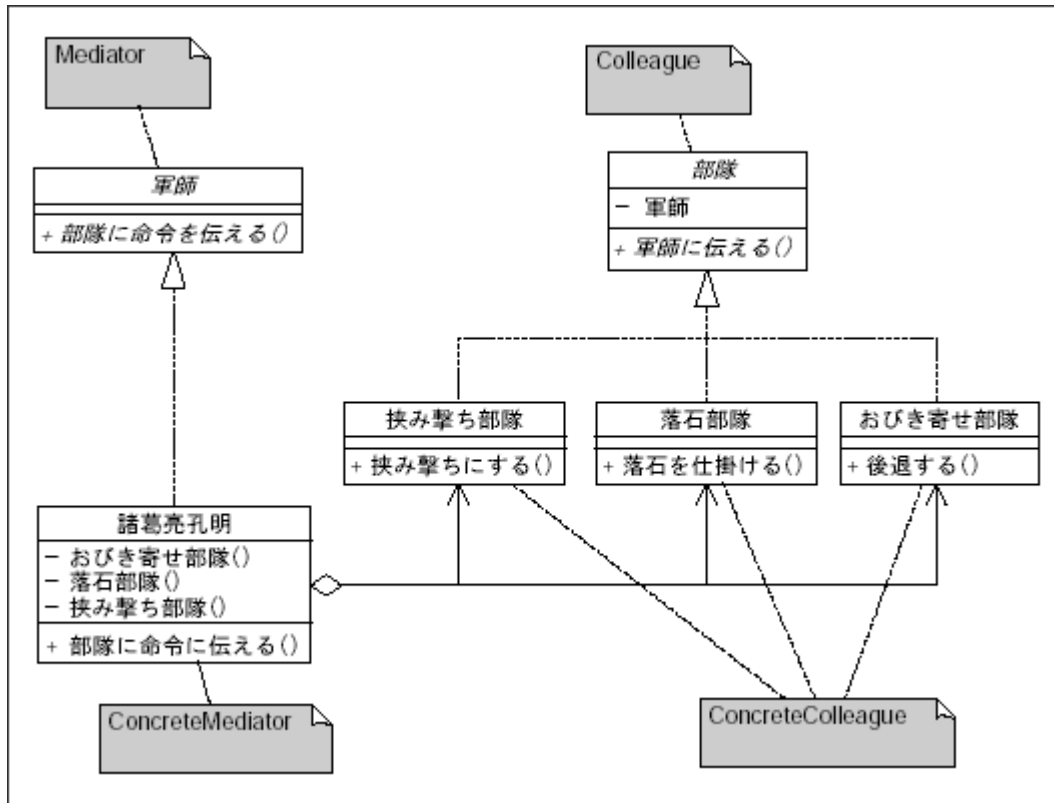 Mediator
Colleague
軍師
+ 部隊に命令を伝える()
部隊
- 軍師
+ 軍師に伝える()
挟み撃ち部隊
+ 挟み撃ちにする()
落石部隊
+ 落石を仕掛ける()
おびき寄せ部隊
+ 後退する()
諸葛亮孔明
- おびき寄せ部隊()
- 落石部隊()
- 挟み撃ち部隊()
+ 部隊に命令に伝える()
ConcreteMediator
ConcreteColleague